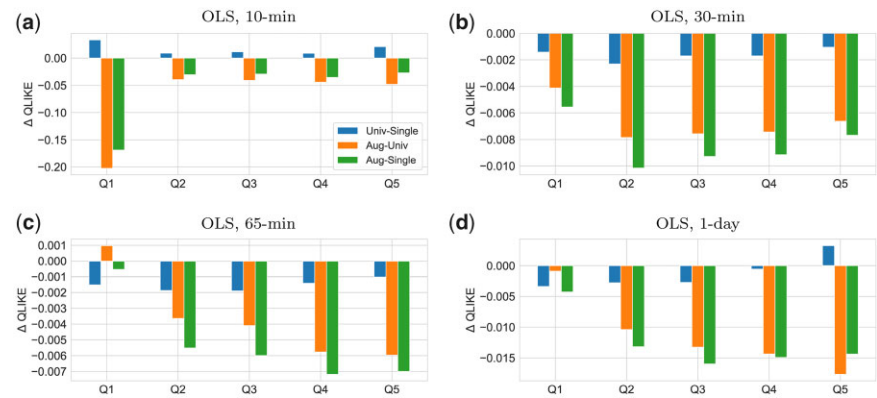 (a)
OLS, 10-min
0.00
−0.05
−0.10
−0.15
−0.20
Δ QLIKE
Univ-Single
Aug-Univ
Aug-Single
Q1 Q2 Q3 Q4 Q5
(b)
OLS, 30-min
−0.000
−0.002
−0.004
−0.006
−0.008
−0.010
Δ QLIKE
Q1 Q2 Q3 Q4 Q5
(c)
OLS, 65-min
0.001
0.000
−0.001
−0.002
−0.003
−0.004
−0.005
−0.006
−0.007
Δ QLIKE
Q1 Q2 Q3 Q4 Q5
(d)
OLS, 1-day
0.000
−0.005
−0.010
−0.015
Δ QLIKE
Q1 Q2 Q3 Q4 Q5